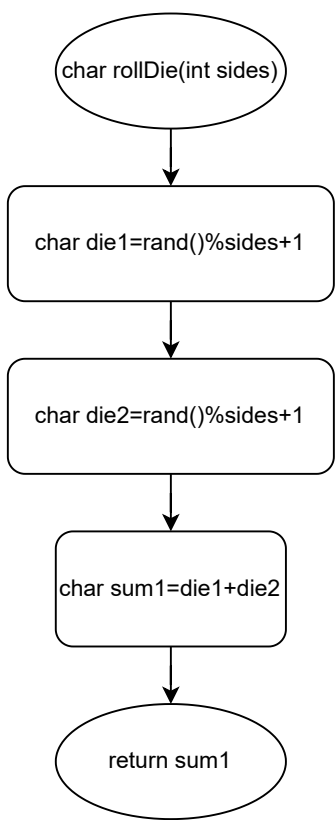 char rollDie(int sides)
char die1=rand()%sides+1
char die2=rand()%sides+1
char sum1=die1+die2
return sum1